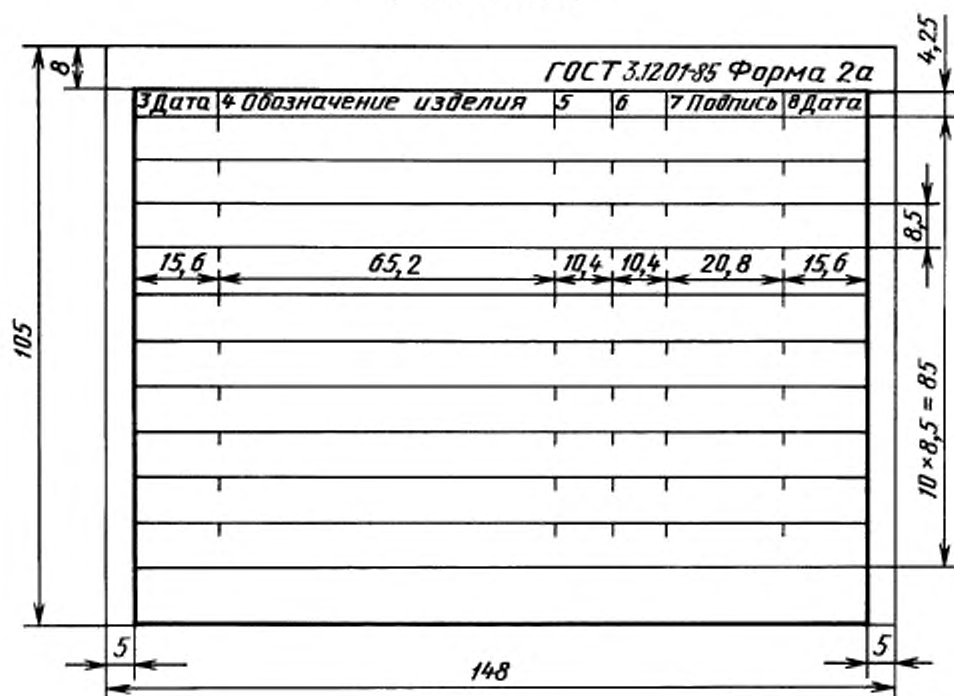 4,25
8
ГОСТ 3.1201-85 Форма 2а
3 Дата 4 Обозначение изделия 5 6 7 Подпись 8 Дата
8,5
15,6 65,2 10,4 10,4 20,8 15,6
105
10×8,5 = 85
5 148 5